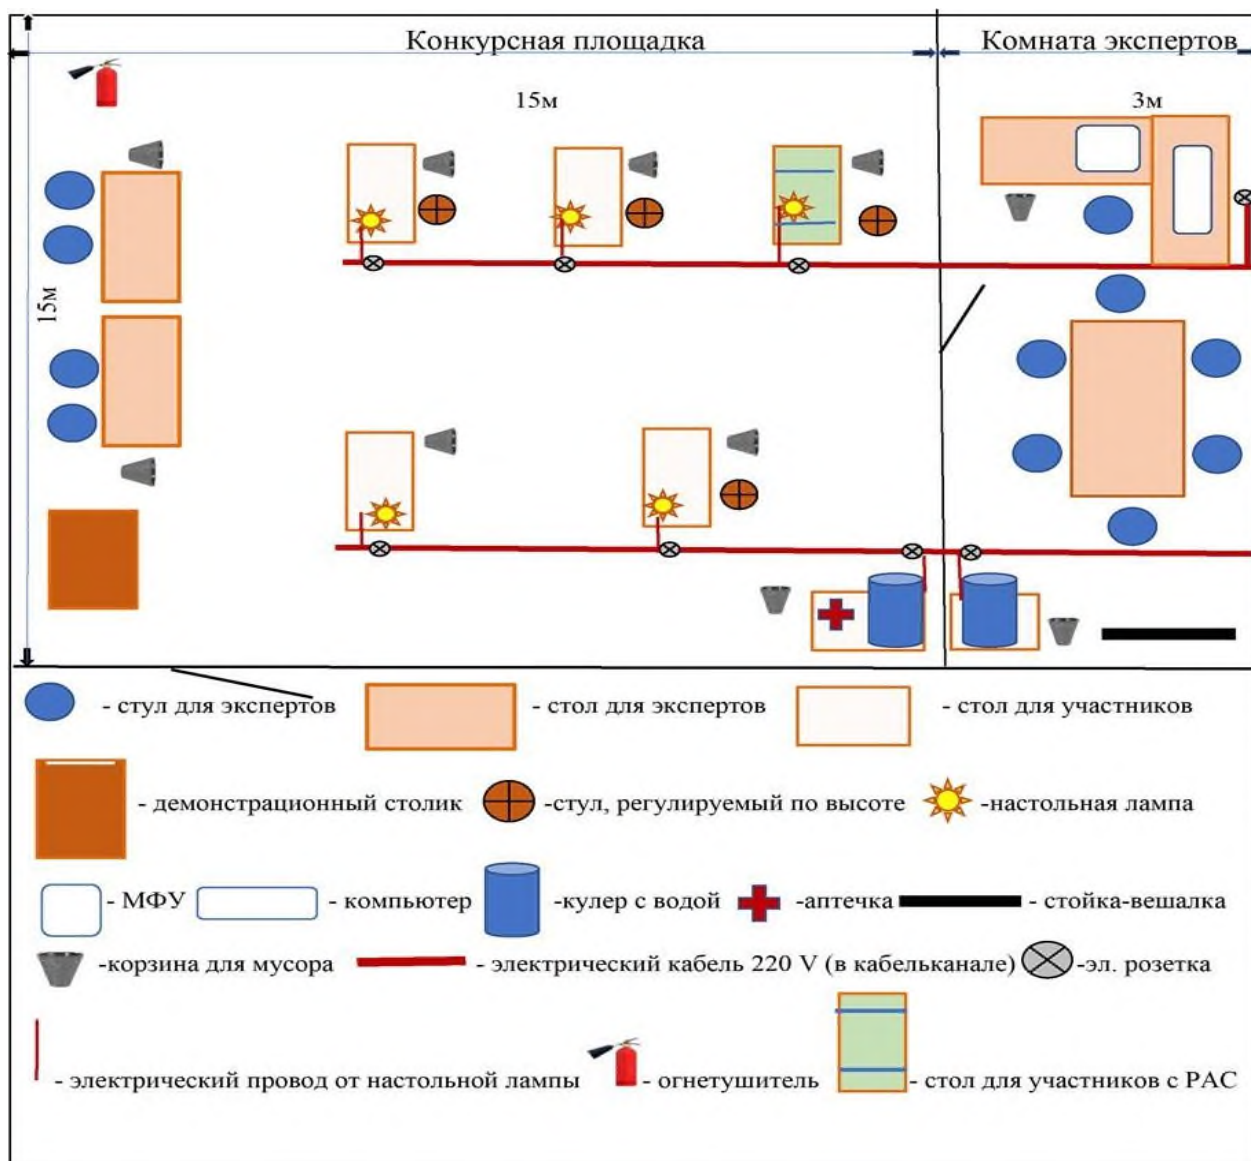 Конкурсная площадка
Комната экспертов
15м
3м
15м
- стул для экспертов
- стол для экспертов
- стол для участников
- демонстрационный столик
-стул, регулируемый по высоте
-настольная лампа
- МФУ
- компьютер
-кулер с водой
-аптечка
- стойка-вешалка
-корзина для мусора
- электрический кабель 220 V (в кабельканале)
-эл. розетка
- электрический провод от настольной лампы
- огнетушитель
- стол для участников с РАС